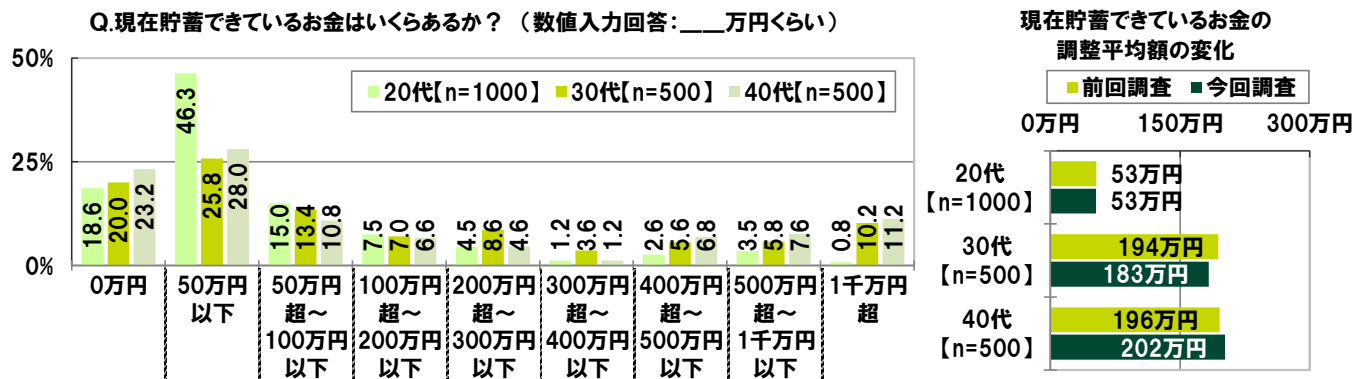 Q.現在貯蓄できているお金はいくらあるか？ （数値入力回答：___万円くらい）
50%
25%
0%
20代【n=1000】 30代【n=500】 40代【n=500】
18.6 20.0 23.2
46.3 25.8 28.0
15.0 13.4 10.8
7.5 7.0 6.6
4.5 8.6 4.6
1.2 3.6 1.2
2.6 5.6 6.8
3.5 5.8 7.6
0.8 10.2 11.2
0万円
50万円
以下
50万円
超～
100万円
以下
100万円
超～
200万円
以下
200万円
超～
300万円
以下
300万円
超～
400万円
以下
400万円
超～
500万円
以下
500万円
超～
1千万円
以下
1千万円
超
現在貯蓄できているお金の
調整平均額の変化
前回調査 今回調査
0万円 150万円 300万円
20代
【n=1000】
53万円
53万円
30代
【n=500】
194万円
183万円
40代
【n=500】
196万円
202万円